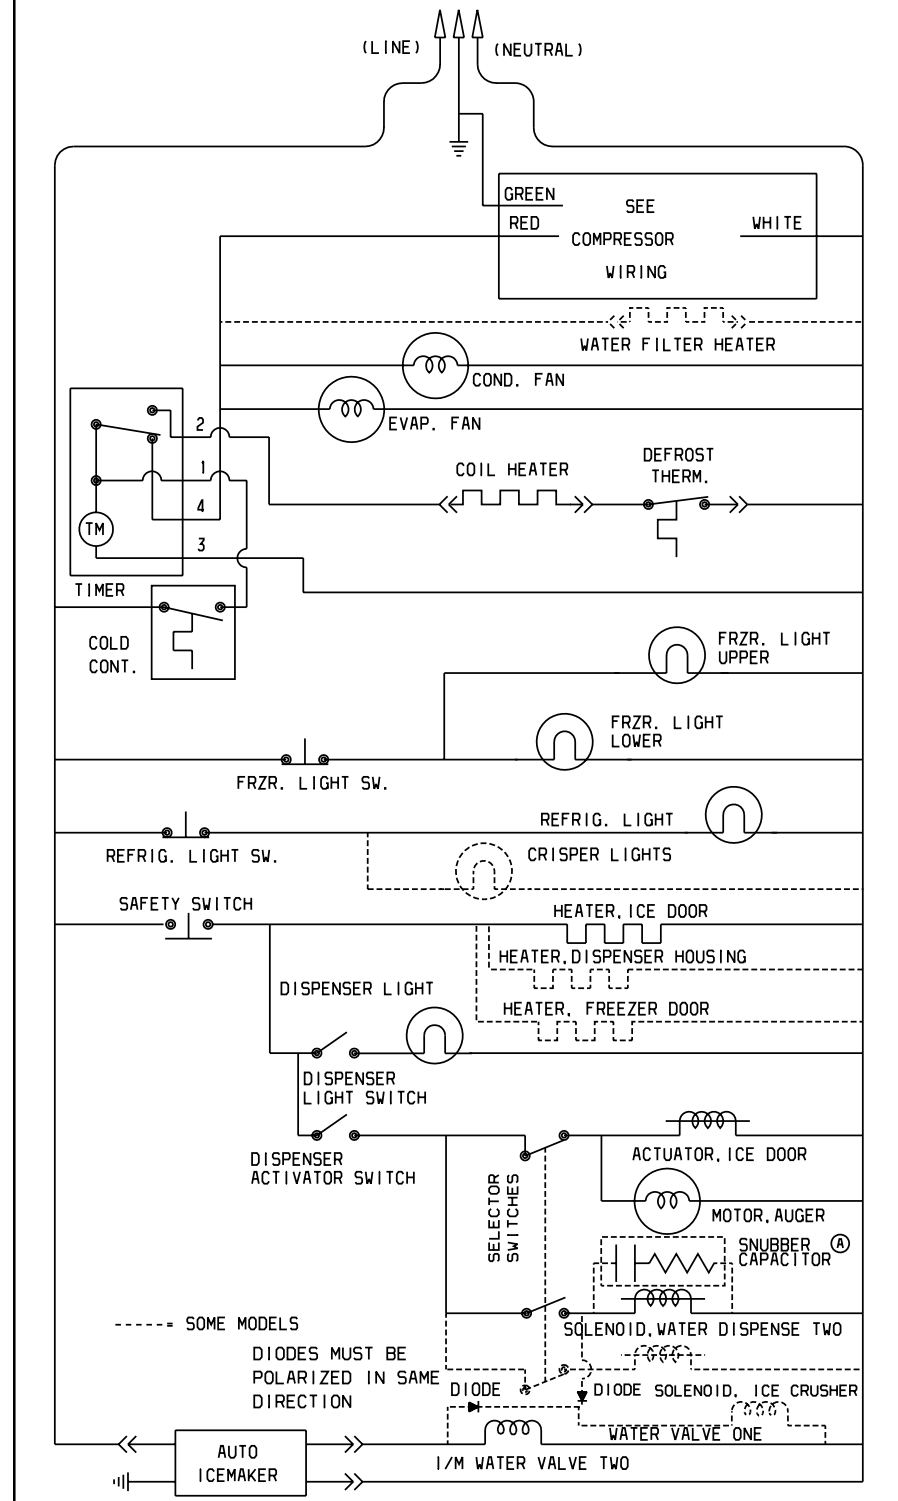 (LINE)
(NEUTRAL)
GREEN
SEE
RED
WHITE
COMPRESSOR
WIRING
WATER FILTER HEATER
COND. FAN
EVAP. FAN
2
1
4
3
TM
TIMER
COIL HEATER
DEFROST
THERM.
COLD
CONT.
FRZR. LIGHT
UPPER
FRZR. LIGHT
LOWER
FRZR. LIGHT SW.
REFRIG. LIGHT
REFRIG. LIGHT SW.
CRISPER LIGHTS
SAFETY SWITCH
HEATER, ICE DOOR
HEATER, DISPENSER HOUSING
DISPENSER LIGHT
HEATER, FREEZER DOOR
DISPENSER
LIGHT SWITCH
DISPENSER
ACTIVATOR SWITCH
ACTUATOR, ICE DOOR
SELECTOR
SWITCHES
MOTOR, AUGER
SNUBBER
CAPACITOR
A
SOLENOID, WATER DISPENSE TWO
-----= SOME MODELS
DIODES MUST BE
POLARIZED IN SAME
DIRECTION
DIODE
DIODE
SOLENOID, ICE CRUSHER
WATER VALVE ONE
AUTO
ICEMAKER
I/M WATER VALVE TWO